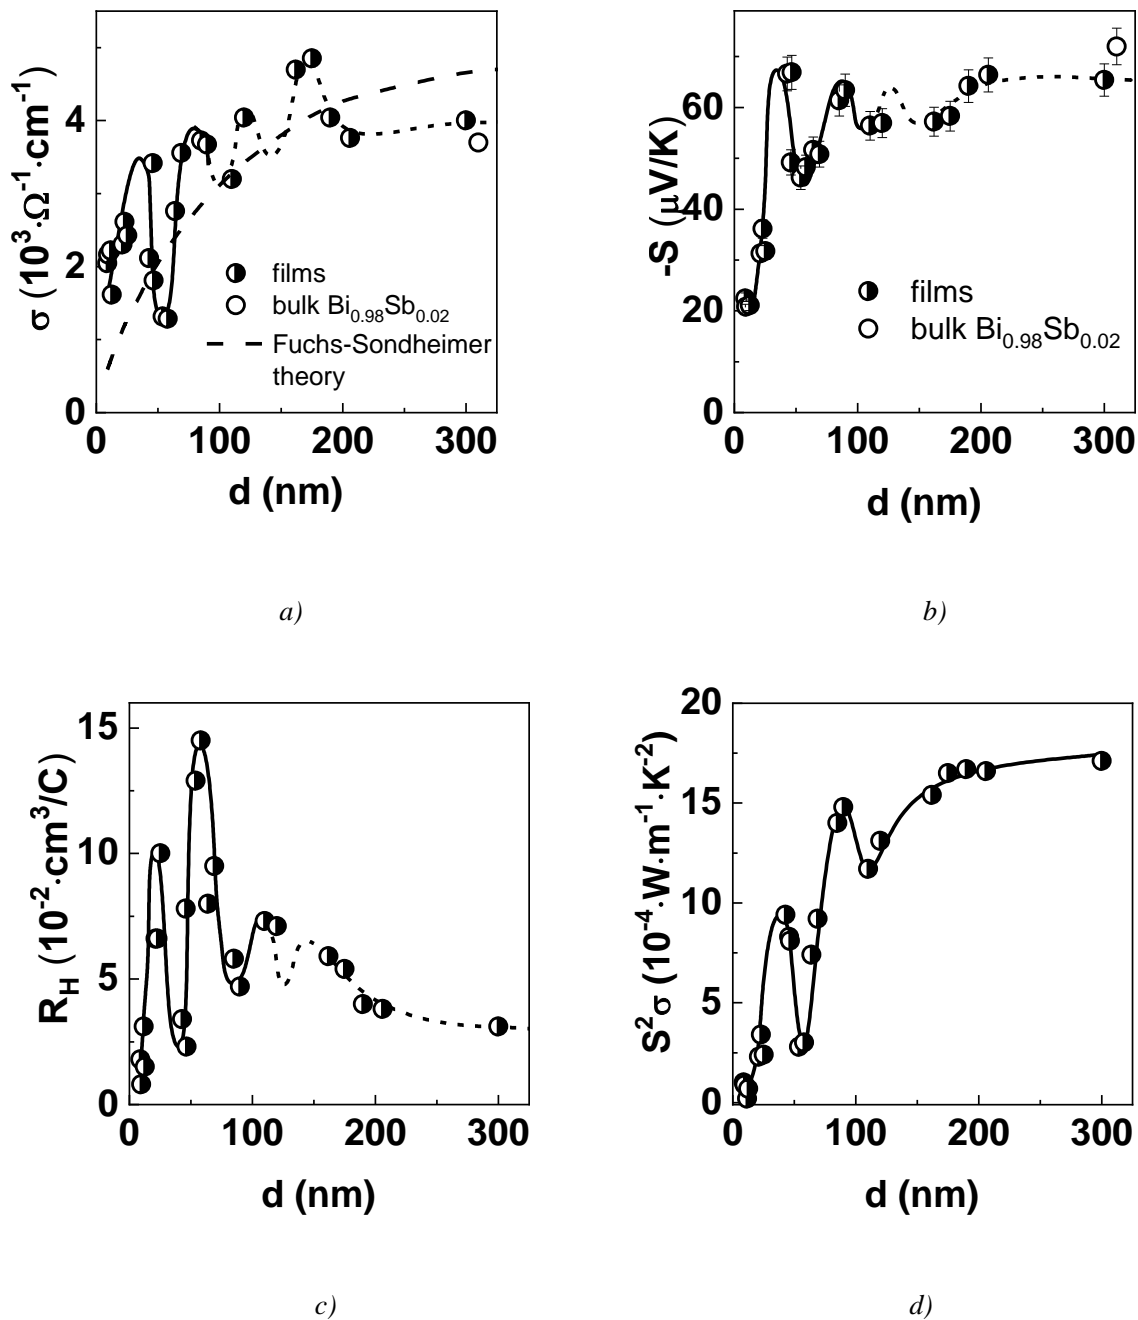 σ (10³·Ω⁻¹·cm⁻¹)
4
2
0
films
bulk Bi₀.₉₈Sb₀.₀₂
Fuchs-Sondheimer
theory
0 100 200 300
d (nm)
a)
-S (μV/K)
60
40
20
0
films
bulk Bi₀.₉₈Sb₀.₀₂
0 100 200 300
d (nm)
b)
R_H (10⁻²·cm³/C)
15
10
5
0
0 100 200 300
d (nm)
c)
S²σ (10⁻⁴·W·m⁻¹·K⁻²)
20
15
10
5
0
0 100 200 300
d (nm)
d)